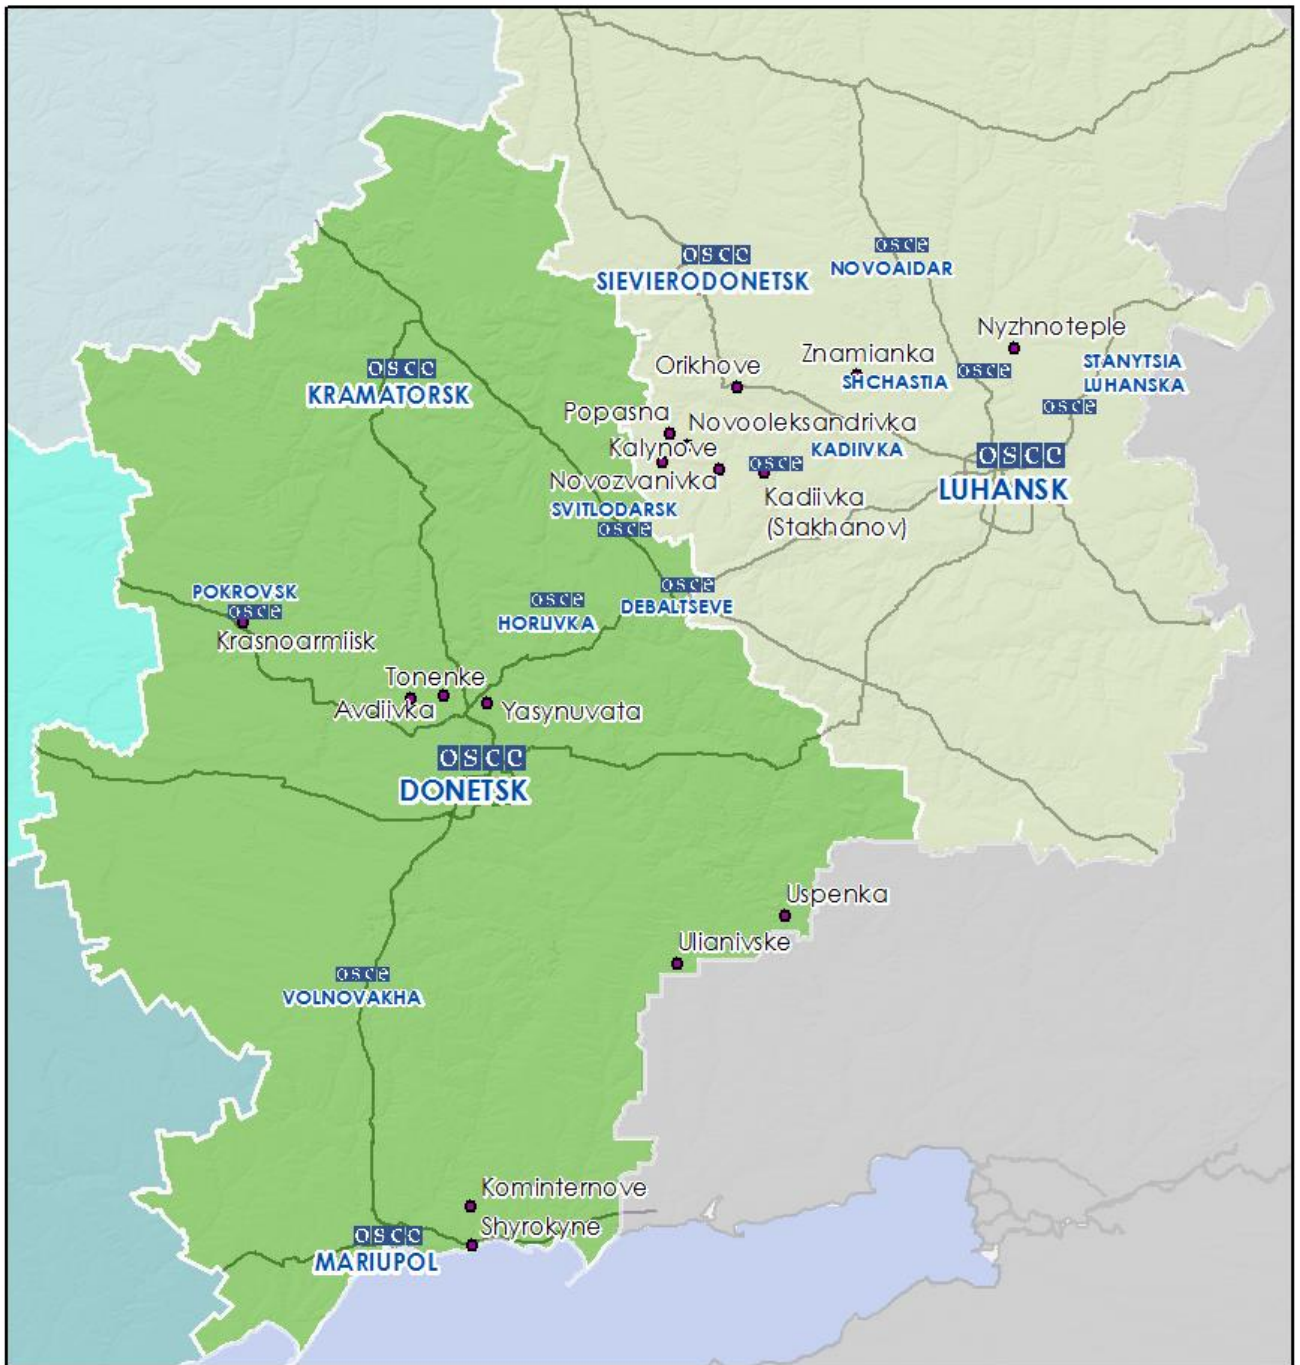 osce
SIEVIERODONETSK
osce
NOVOAIDAR
Nyzhnoteple
Znamianka
osce
SHCHASTIA
STANYTSIA
LUHANSKA
osce
Orikhove
osce
KRAMATORSK
Popasna
Novooleksandrivka
Kalynove
KADIIVKA
osce
Novozvanivka
Kadiivka
(Stakhanov)
osce
LUHANSK
SVITLODARSK
osce
POKROVSK
osce
Krasnoarmiisk
osce
HORLIVKA
osce
DEBALTSEVE
Tonenke
Avdiivka
Yasynuvata
osce
DONETSK
Uspenka
Ulianivske
osce
VOLNOVAKHA
Kominternove
Shyrokyne
osce
MARIUPOL